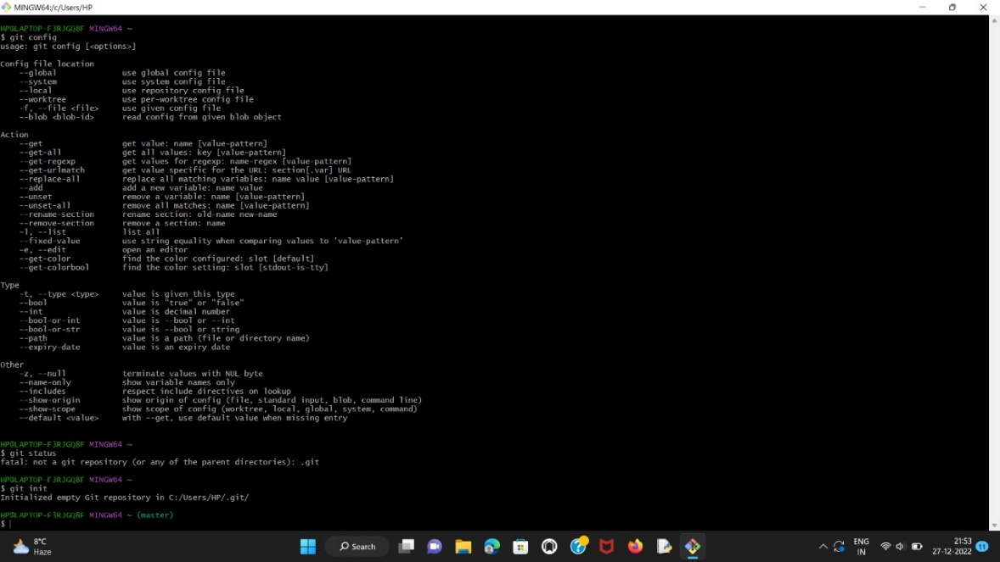 MINGW64:/c/Users/HP
HP@LAPTOP-F3RJGQ8F MINGW64 ~
$ git config
usage: git config [<options>]
Config file location
--global use global config file
--system use system config file
--local use repository config file
--worktree use per-worktree config file
-f, --file <file> use given config file
--blob <blob-id> read config from given blob object
Action
--get get value: name [value-pattern]
--get-all get all values: key [value-pattern]
--get-regexp get values for regexp: name-regex [value-pattern]
--get-urlmatch get value specific for the URL: section[.var] URL
--replace-all replace all matching variables: name value [value-pattern]
--add add a new variable: name value
--unset remove a variable: name [value-pattern]
--unset-all remove all matches: name [value-pattern]
--rename-section rename section: old-name new-name
--remove-section remove a section: name
-l, --list list all
--fixed-value use string equality when comparing values to 'value-pattern'
-e, --edit open an editor
--get-color find the color configured: slot [default]
--get-colorbool find the color setting: slot [stdout-is-tty]
Type
-t, --type <type> value is given this type
--bool value is "true" or "false"
--int value is decimal number
--bool-or-int value is --bool or --int
--bool-or-str value is --bool or string
--path value is a path (file or directory name)
--expiry-date value is an expiry date
Other
-z, --null terminate values with NUL byte
--name-only show variable names only
--includes respect include directives on lookup
--show-origin show origin of config (file, standard input, blob, command line)
--show-scope show scope of config (worktree, local, global, system, command)
--default <value> with --get, use default value when missing entry
HP@LAPTOP-F3RJGQ8F MINGW64 ~
$ git status
fatal: not a git repository (or any of the parent directories): .git
HP@LAPTOP-F3RJGQ8F MINGW64 ~
$ git init
Initialized empty Git repository in C:/Users/HP/.git/
HP@LAPTOP-F3RJGQ8F MINGW64 ~ (master)
$
8°C
Haze
Search
ENG
IN
21:53
27-12-2022
11